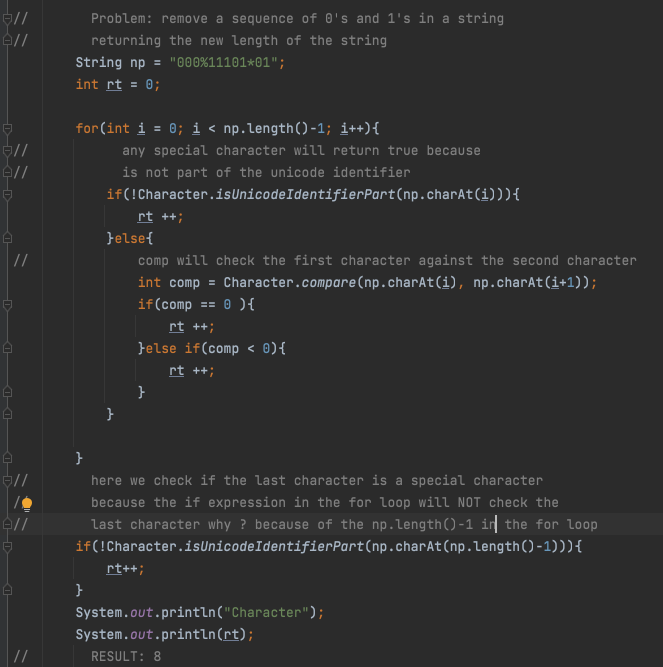 // Problem: remove a sequence of 0's and 1's in a string
// returning the new length of the string
String np = "000%11101*01";
int rt = 0;
for(int i = 0; i < np.length()-1; i++){
// any special character will return true because
// is not part of the unicode identifier
if(!Character.isUnicodeIdentifierPart(np.charAt(i))){
rt ++;
}else{
// comp will check the first character against the second character
int comp = Character.compare(np.charAt(i), np.charAt(i+1));
if(comp == 0 ){
rt ++;
}else if(comp < 0){
rt ++;
}
}
}
// here we check if the last character is a special character
// because the if expression in the for loop will NOT check the
// last character why ? because of the np.length()-1 in the for loop
if(!Character.isUnicodeIdentifierPart(np.charAt(np.length()-1))){
rt++;
}
System.out.println("Character");
System.out.println(rt);
// RESULT: 8